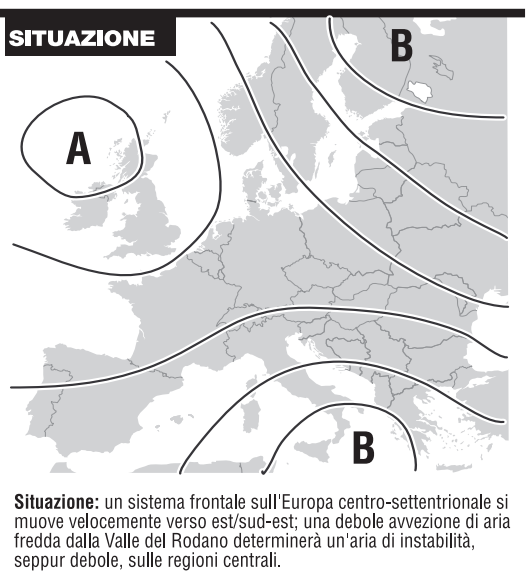 SITUAZIONE
B
A
B
Situazione: un sistema frontale sull'Europa centro-settentrionale si
muove velocemente verso est/sud-est; una debole avvezione di aria
fredda dalla Valle del Rodano determinerà un'aria di instabilità,
seppur debole, sulle regioni centrali.